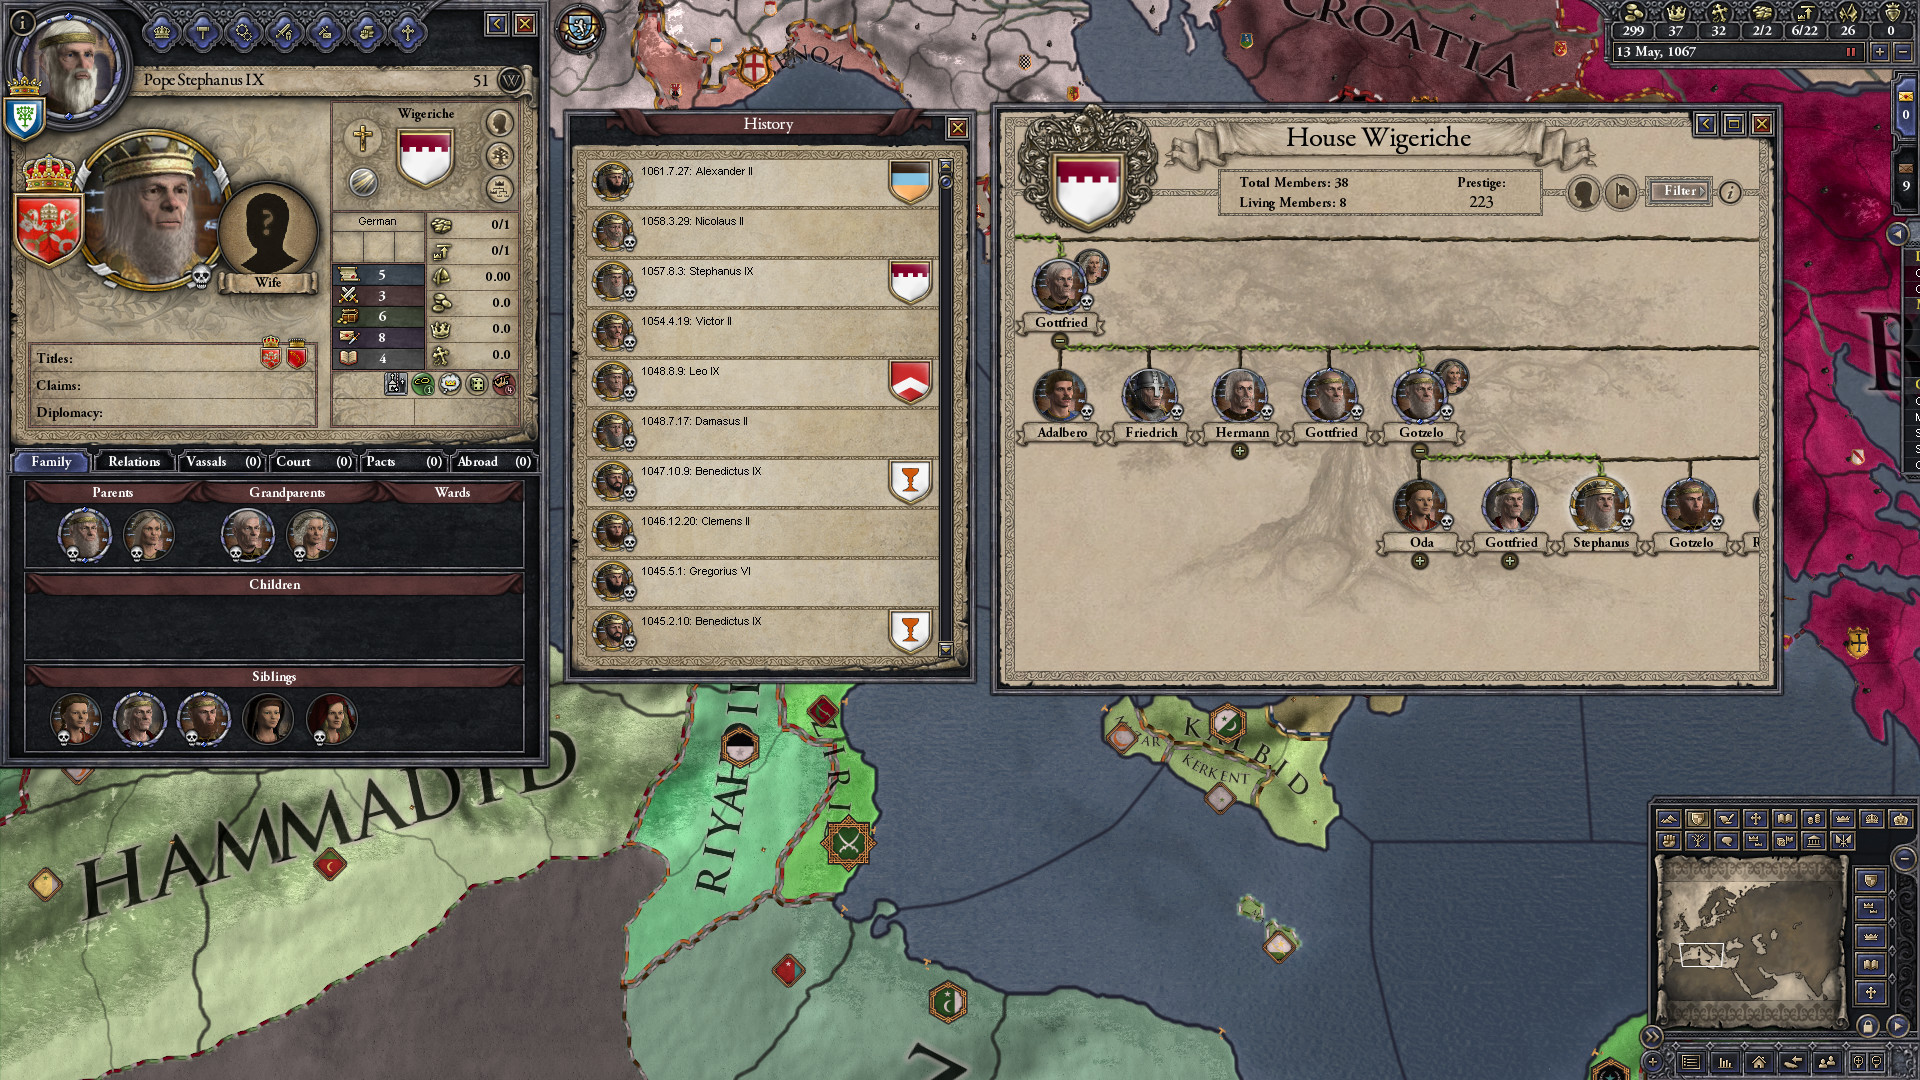 Pope Stephanus IX
51
W
Wigeriche
German
Wife
5
3
6
8
4
0/1
0/1
0.00
0.0
0.0
0.0
1
4
Titles:
Claims:
Diplomacy:
Family
Relations
Vassals (0)
Court (0)
Pacts (0)
Abroad (0)
Parents
Grandparents
Wards
Children
Siblings
History
1061.7.27: Alexander II
1058.3.29: Nicolaus II
1057.8.3: Stephanus IX
1054.4.19: Victor II
1048.8.9: Leo IX
1048.7.17: Damasus II
1047.10.9: Benedictus IX
1046.12.20: Clemens II
1045.5.1: Gregorius VI
1045.2.10: Benedictus IX
House Wigeriche
Total Members: 38
Living Members: 8
Prestige:
223
Filter
Gottfried
Adalbero
Friedrich
Hermann
Gottfried
Gotzelo
Oda
Gottfried
Stephanus
Gotzelo
R
299
37
32
2/2
6/22
26
0
13 May, 1067
0
9
ENOA
CROATIA
HAMMADID
RIYAHID
ZIRI
KALBID
KERKENT